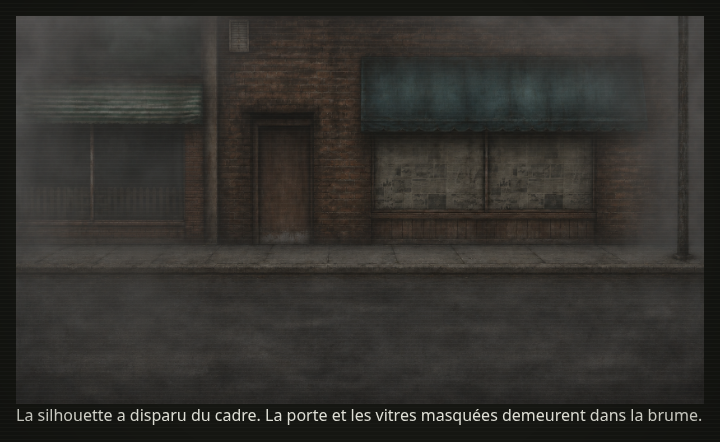 La silhouette a disparu du cadre. La porte et les vitres masquées demeurent dans la brume.